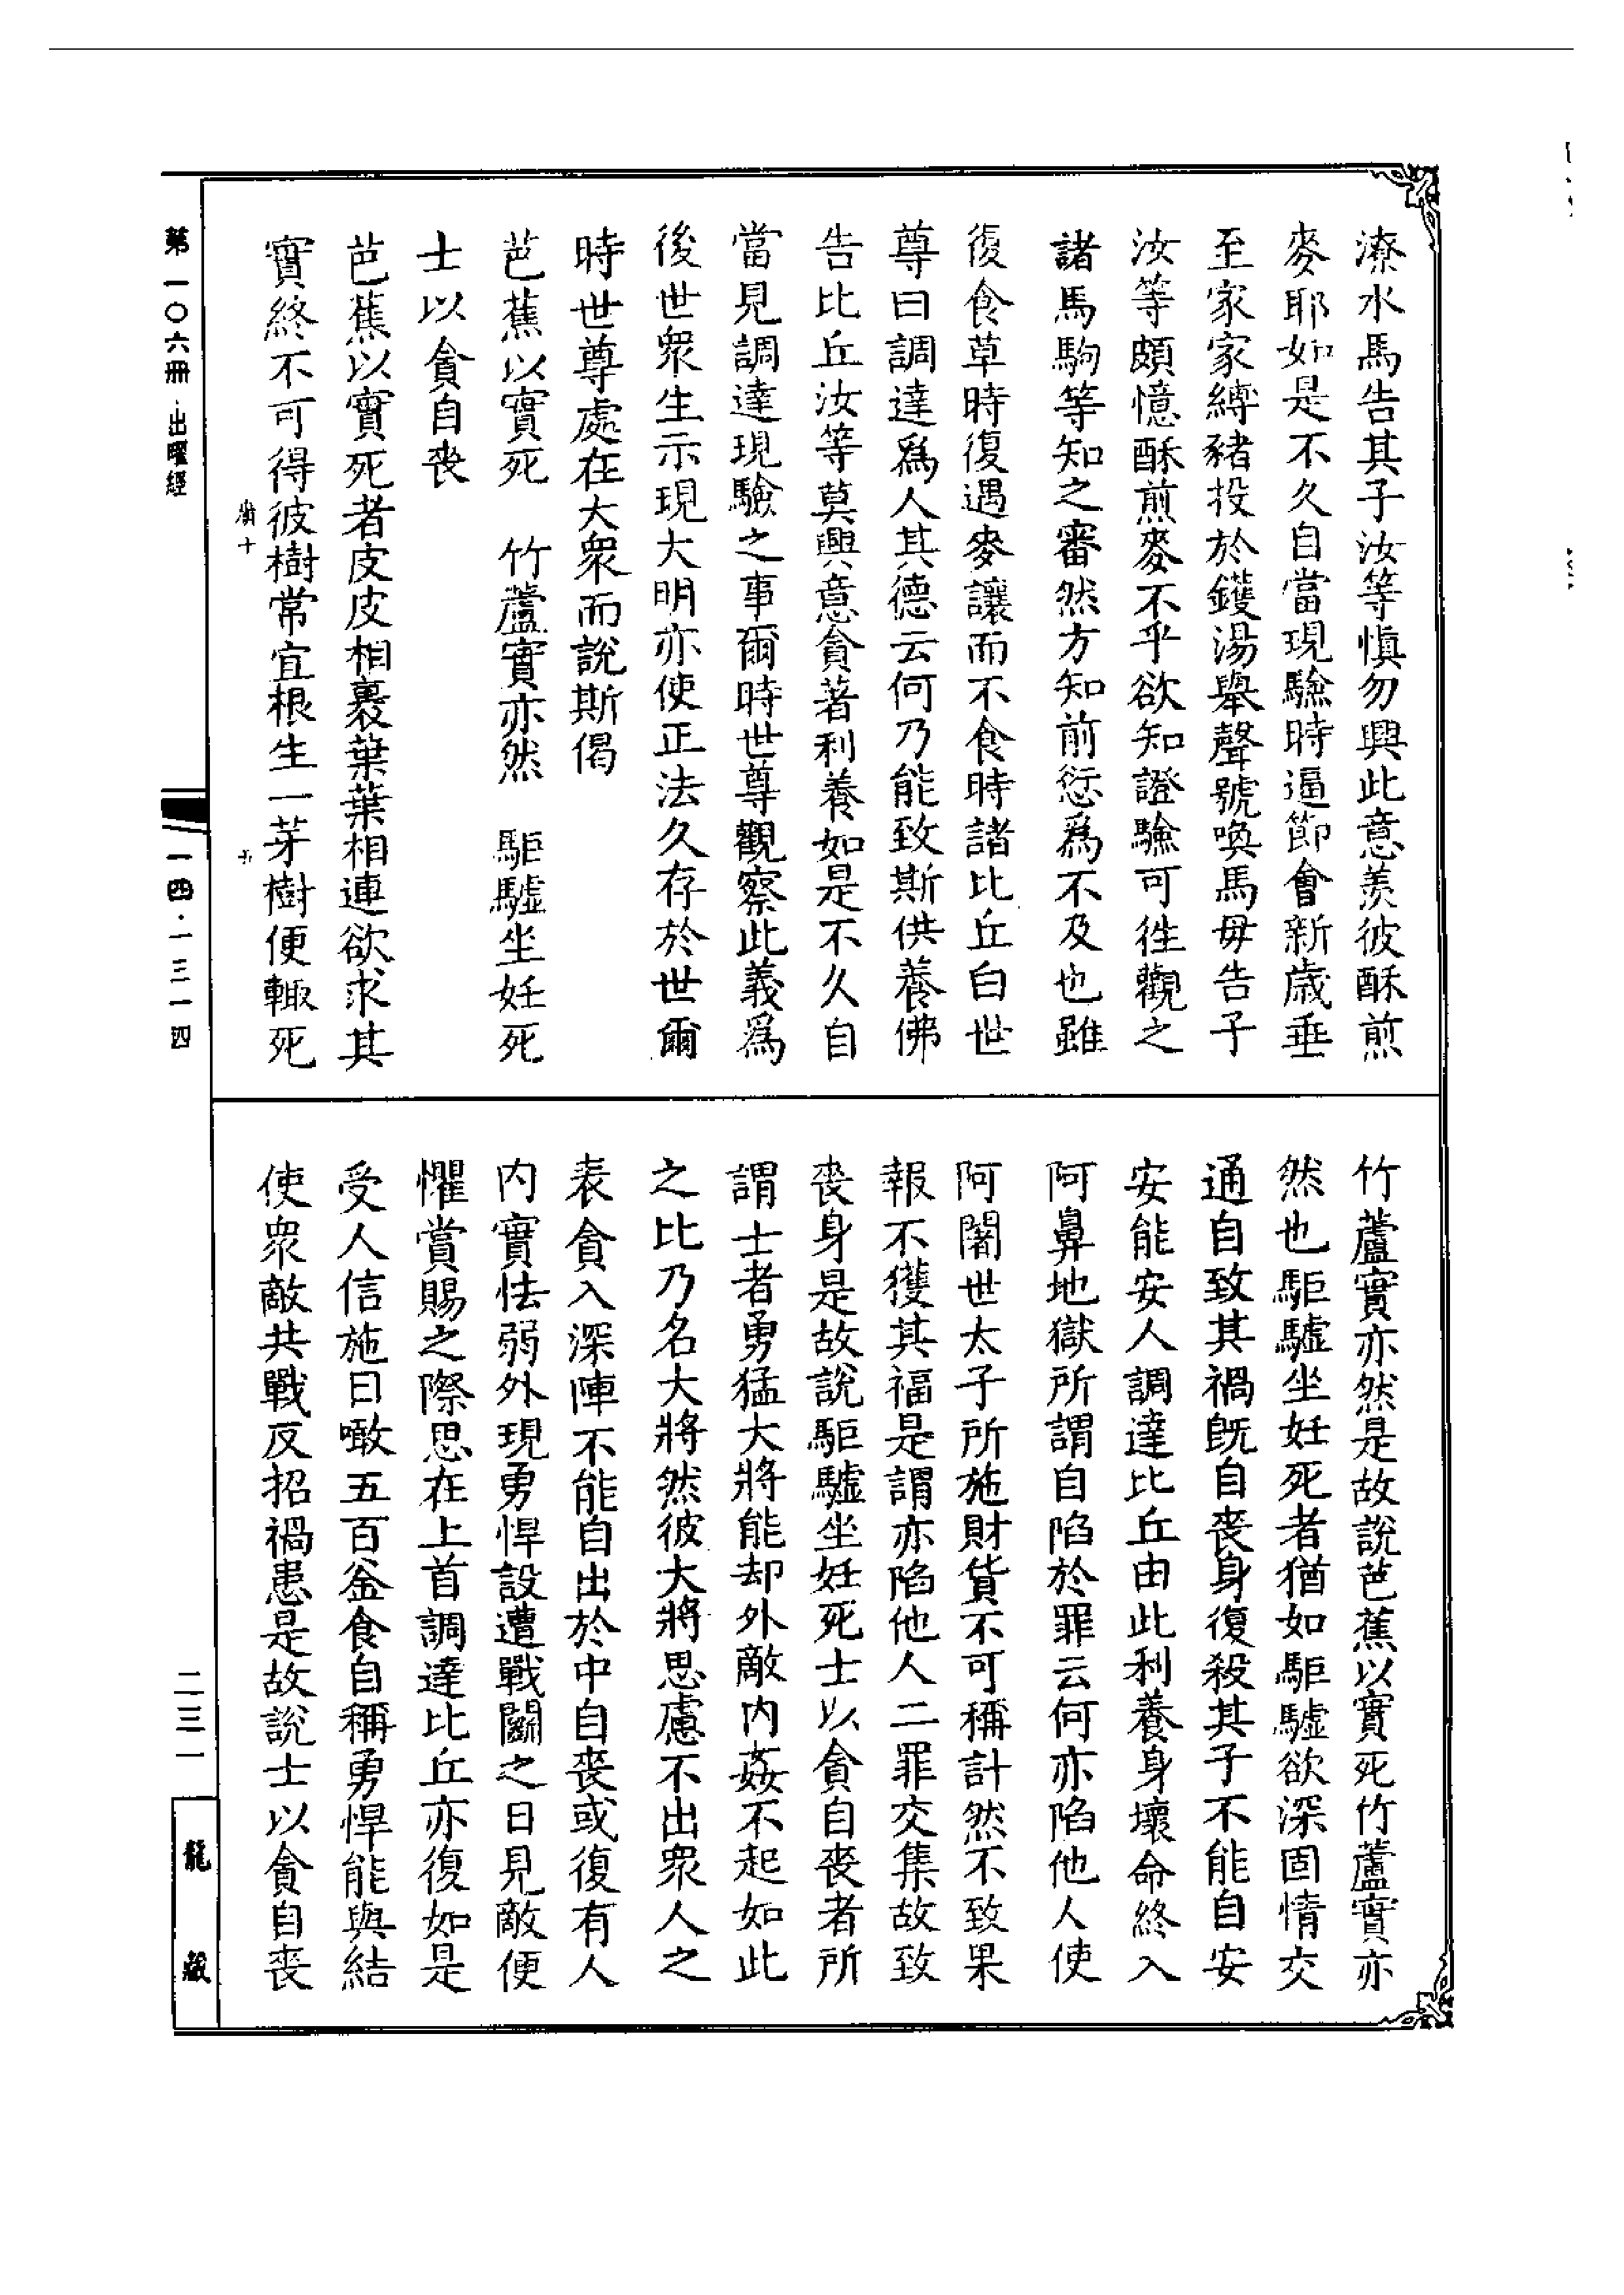 潦水馬告其子汝等愼勿興此意羨彼酥煎
麥耶如是不久自當現驗時逼節會新歲垂
至家家縛豬投於鑊湯舉聲號喚馬母告子
汝等頗憶酥煎麥不乎欲知證驗可徃觀之
諸馬駒等知之審然方知前愆爲不及也雖
復食草時復遇麥讓而不食時諸比丘白世
尊曰調達爲人其德云何乃能致斯供養佛
告比丘汝等莫興意貪著利養如是不久自
當見調達現驗之事爾時世尊觀察此義爲
後世衆生示現大明亦使正法久存於世爾
時世尊處在大衆而說斯偈
芭蕉以實死　竹蘆實亦然　駏驉坐妊死
士以貪自喪
芭蕉以實死者皮皮相裹葉葉相連欲求其
實終不可得彼樹常宜根生一芽樹便輙死
竹蘆實亦然是故說芭蕉以實死竹蘆實亦
然也駏驉坐妊死者猶如駏驉欲深固情交
通自致其禍旣自喪身復殺其子不能自安
安能安人調達比丘由此利養身壞命終入
阿鼻地獄所謂自陷於罪云何亦陷他人使
阿闍世太子所施財貨不可稱計然不致果
報不獲其福是謂亦陷他人二罪交集故致
喪身是故說駏驉坐妊死士以貪自喪者所
謂士者勇猛大將能却外敵內姦不起如此
之比乃名大將然彼大將思慮不出衆人之
表貪入深陣不能自出於中自喪或復有人
內實怯弱外現勇悍設遭戰鬭之日見敵便
懼賞賜之際思在上首調達比丘亦復如是
受人信施日噉五百釜食自稱勇悍能與結
使衆敵共戰反招禍患是故說士以貪自喪
第一〇六冊·出曜經
一四·一三一四
二三一
龍藏